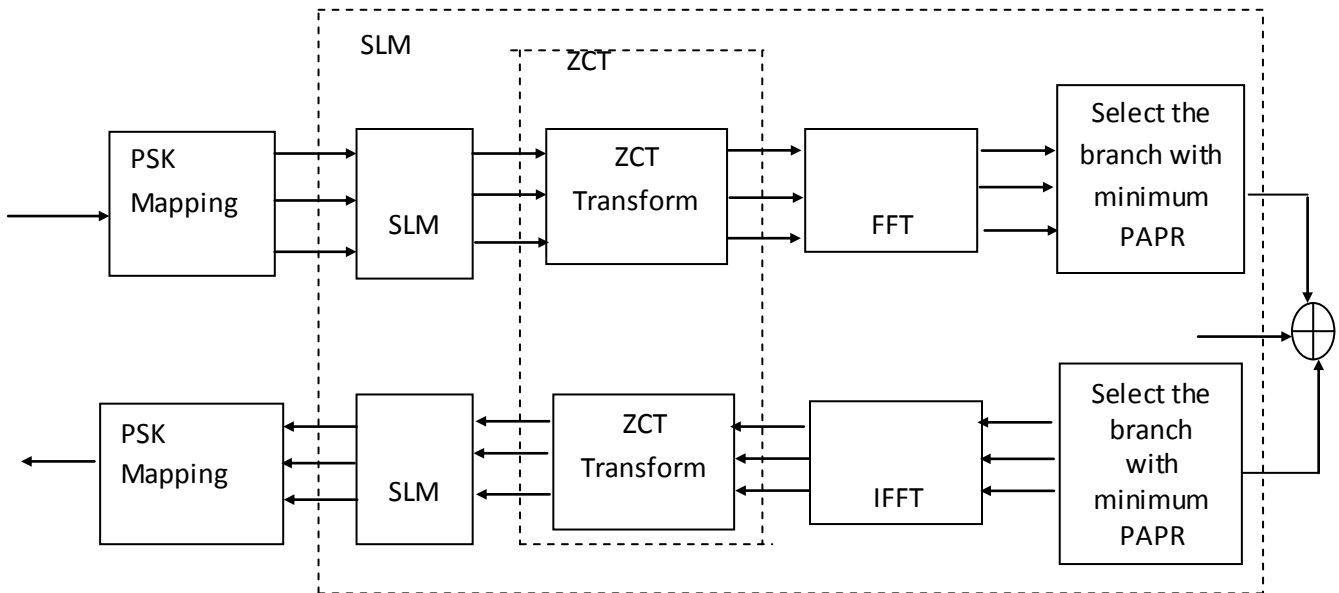 SLM
ZCT
PSK
Mapping
SLM
ZCT
Transform
FFT
Select the
branch with
minimum
PAPR
PSK
Mapping
SLM
ZCT
Transform
IFFT
Select the
branch
with
minimum
PAPR